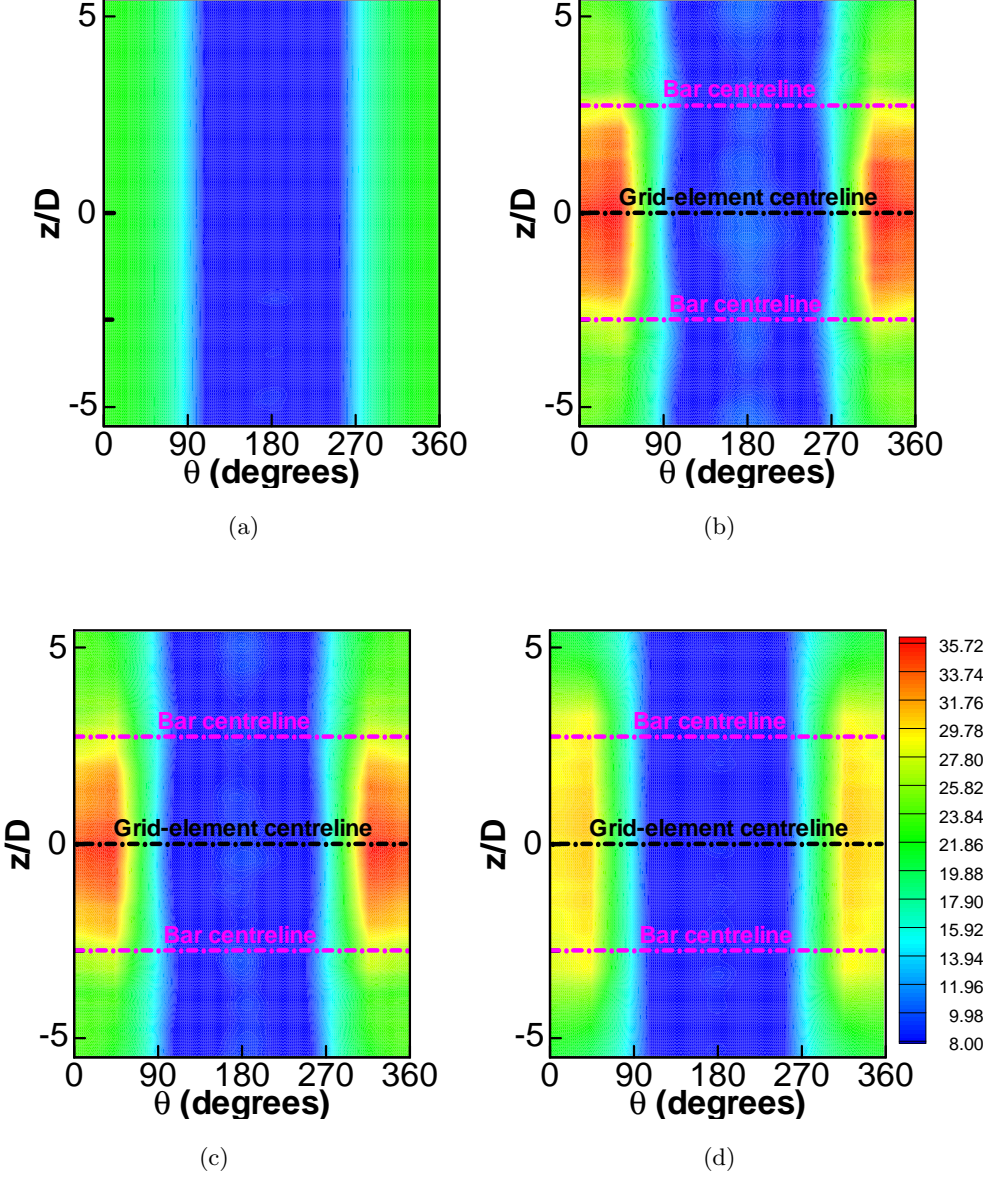 5
0
-5
z/D
0 90 180 270 360
θ (degrees)
(a)
5
0
-5
z/D
Bar centreline
Grid-element centreline
Bar centreline
0 90 180 270 360
θ (degrees)
(b)
5
0
-5
z/D
Bar centreline
Grid-element centreline
Bar centreline
0 90 180 270 360
θ (degrees)
(c)
5
0
-5
z/D
Bar centreline
Grid-element centreline
Bar centreline
0 90 180 270 360
θ (degrees)
(d)
35.72
33.74
31.76
29.78
27.80
25.82
23.84
21.86
19.88
17.90
15.92
13.94
11.96
9.98
8.00